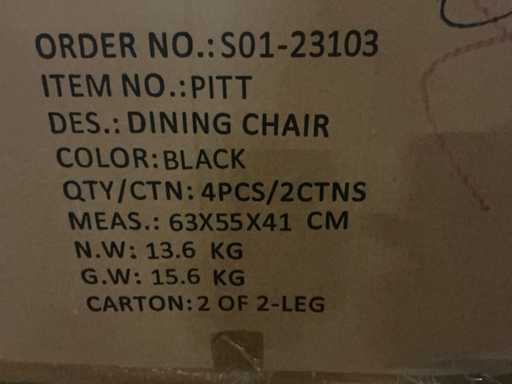 ORDER NO.: S01-23103
ITEM NO.: PITT
DES.: DINING CHAIR
COLOR: BLACK
QTY/CTN: 4PCS/2CTNS
MEAS.: 63X55X41 CM
N.W: 13.6 KG
G.W: 15.6 KG
CARTON: 2 OF 2-LEG